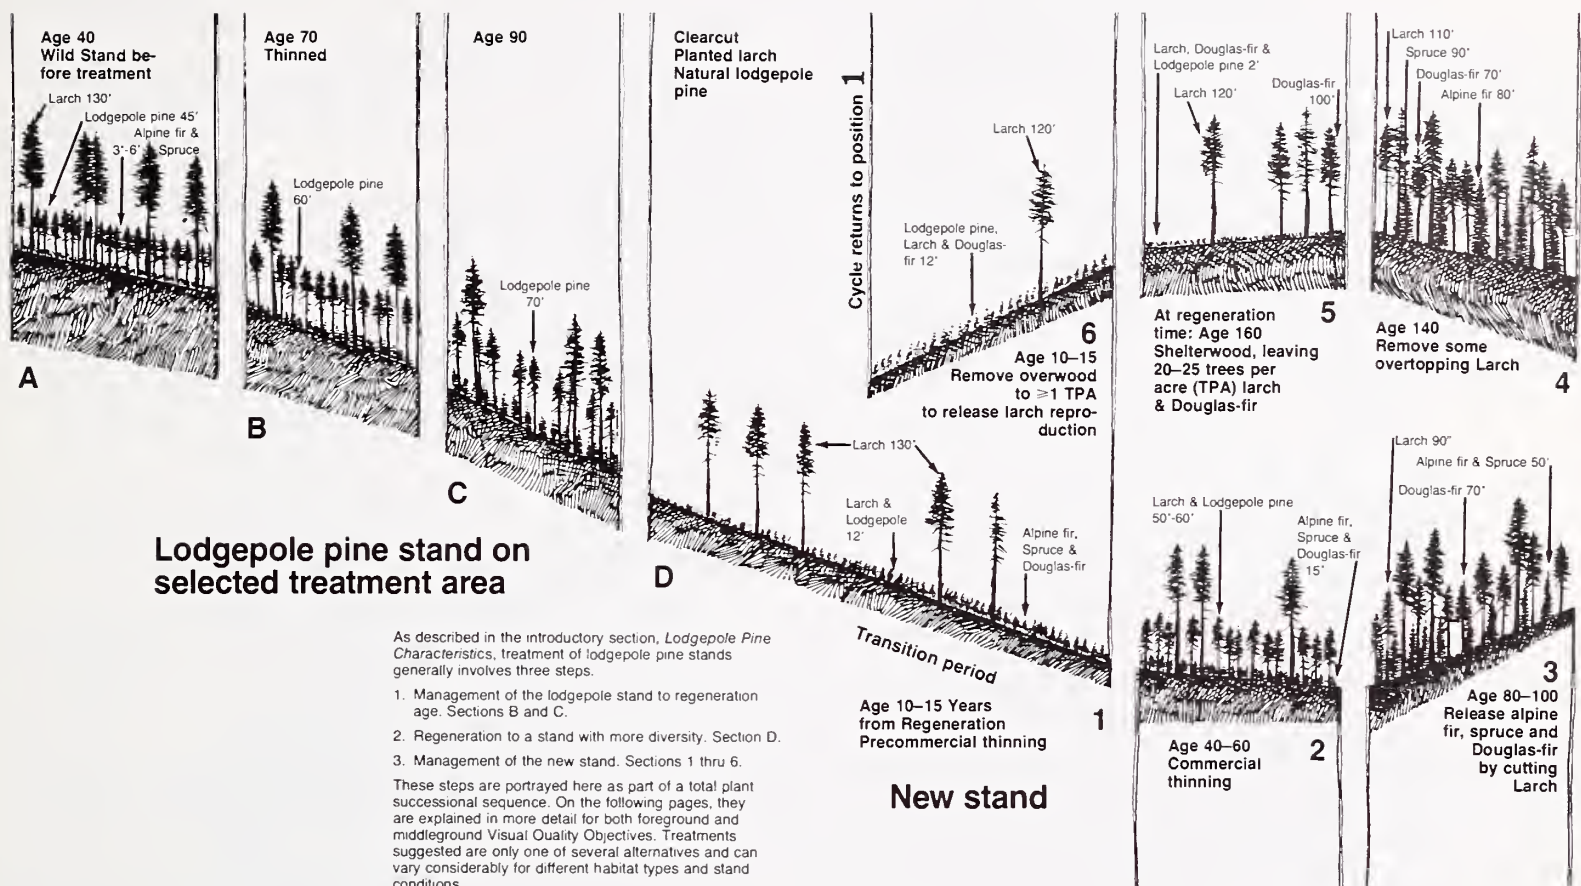 Age 40
Wild Stand be-
fore treatment
Larch 130'
Lodgepole pine 45'
Alpine fir &
3'-6' Spruce
A
Age 70
Thinned
Lodgepole pine
60'
B
Age 90
Lodgepole pine
70'
C
Clearcut
Planted larch
Natural lodgepole
pine
Larch 130'
Larch &
Lodgepole
12'
Alpine fir,
Spruce &
Douglas-fir
D
Transition period
Lodgepole pine stand on
selected treatment area
As described in the introductory section, Lodgepole Pine
Characteristics, treatment of lodgepole pine stands
generally involves three steps.
1. Management of the lodgepole stand to regeneration
age. Sections B and C.
2. Regeneration to a stand with more diversity. Section D.
3. Management of the new stand. Sections 1 thru 6.
These steps are portrayed here as part of a total plant
successional sequence. On the following pages, they
are explained in more detail for both foreground and
middleground Visual Quality Objectives. Treatments
suggested are only one of several alternatives and can
vary considerably for different habitat types and stand
conditions.
Age 10–15 Years
from Regeneration
Precommercial thinning
1
New stand
Larch & Lodgepole pine
50'-60'
Alpine fir,
Spruce &
Douglas-fir
15'
Age 40–60
Commercial
thinning
2
Larch 90"
Alpine fir & Spruce 50'
Douglas-fir 70'
3
Age 80–100
Release alpine
fir, spruce and
Douglas-fir
by cutting
Larch
Larch 110'
Spruce 90'
Douglas-fir 70'
Alpine fir 80'
Age 140
Remove some
overtopping Larch
4
Larch, Douglas-fir &
Lodgepole pine 2'
Larch 120'
Douglas-fir
100'
5
At regeneration
time: Age 160
Shelterwood, leaving
20–25 trees per
acre (TPA) larch
& Douglas-fir
Cycle returns to position 1
Larch 120'
Lodgepole pine,
Larch & Douglas-
fir 12'
6
Age 10–15
Remove overwood
to ≥1 TPA
to release larch repro-
duction